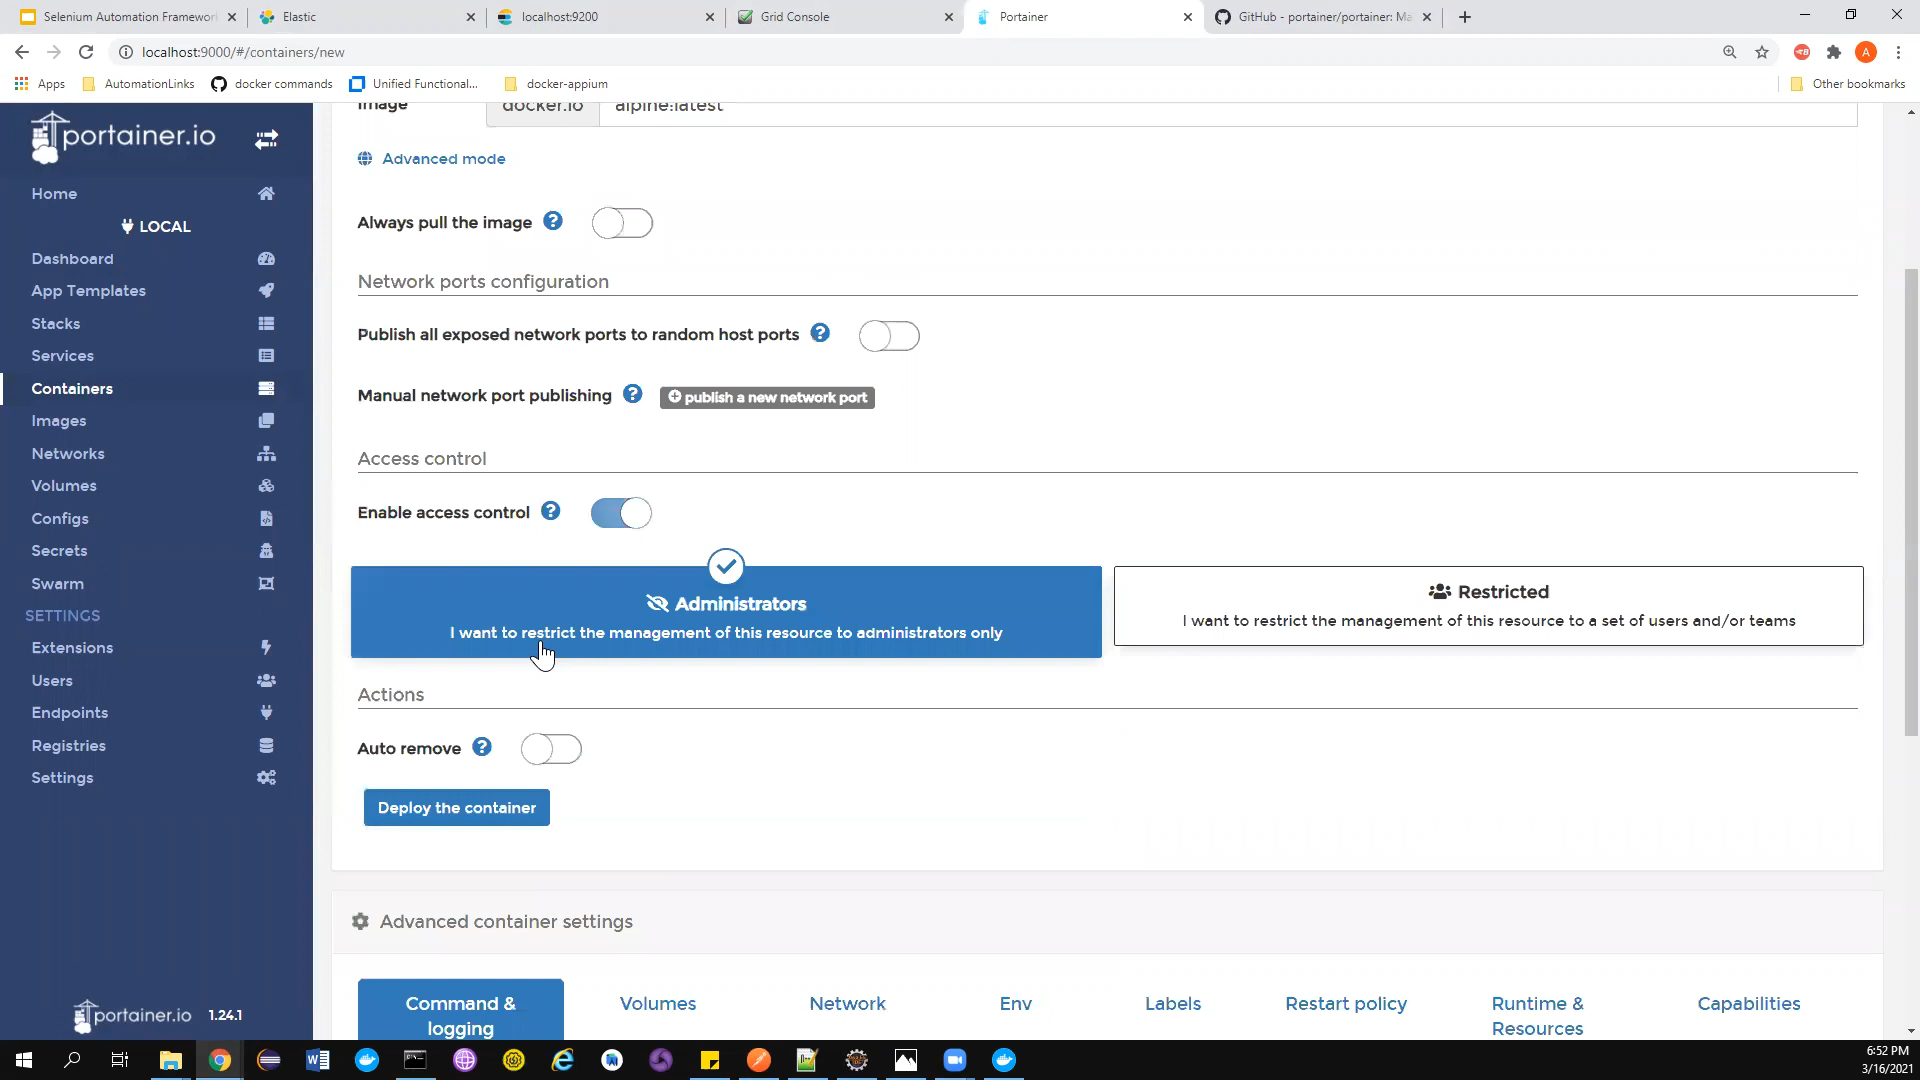 Selenium Automation Framework
Elastic
localhost:9200
Grid Console
Portainer
GitHub - portainer/portainer: Ma
localhost:9000/#/containers/new
A
Apps
AutomationLinks
docker commands
Unified Functional...
docker-appium
Other bookmarks
portainer.io
Home
LOCAL
Dashboard
App Templates
Stacks
Services
Containers
Images
Networks
Volumes
Configs
Secrets
Swarm
SETTINGS
Extensions
Users
Endpoints
Registries
Settings
portainer.io 1.24.1
Image docker.io alpine:latest
Advanced mode
Always pull the image
Network ports configuration
Publish all exposed network ports to random host ports
Manual network port publishing publish a new network port
Access control
Enable access control
Administrators
I want to restrict the management of this resource to administrators only
Restricted
I want to restrict the management of this resource to a set of users and/or teams
Actions
Auto remove
Deploy the container
Advanced container settings
Command &
logging
Volumes
Network
Env
Labels
Restart policy
Runtime &
Resources
Capabilities
6:52 PM
3/16/2021